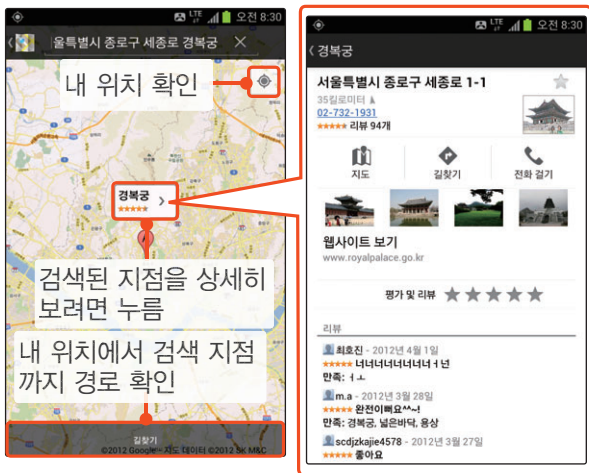 LTE 오전 8:30
울특별시 종로구 세종로 경복궁
내 위치 확인
경복궁
검색된 지점을 상세히
보려면 누름
내 위치에서 검색 지점
까지 경로 확인
길찾기
©2012 Google™ 지도 데이터 ©2012 SK M&C
LTE 오전 8:30
경복궁
서울특별시 종로구 세종로 1-1
35킬로미터
02-732-1931
리뷰 94개
지도 길찾기 전화 걸기
웹사이트 보기
www.royalpalace.go.kr
평가 및 리뷰
리뷰
최호진 - 2012년 4월 1일
너너너너너너너ㅓ넌
만족: ㅓㅗ
m.a - 2012년 3월 28일
완전이뻐요^^~!
만족: 경복궁, 넓은바닥, 용상
scdjzkajie4578 - 2012년 3월 27일
좋아요